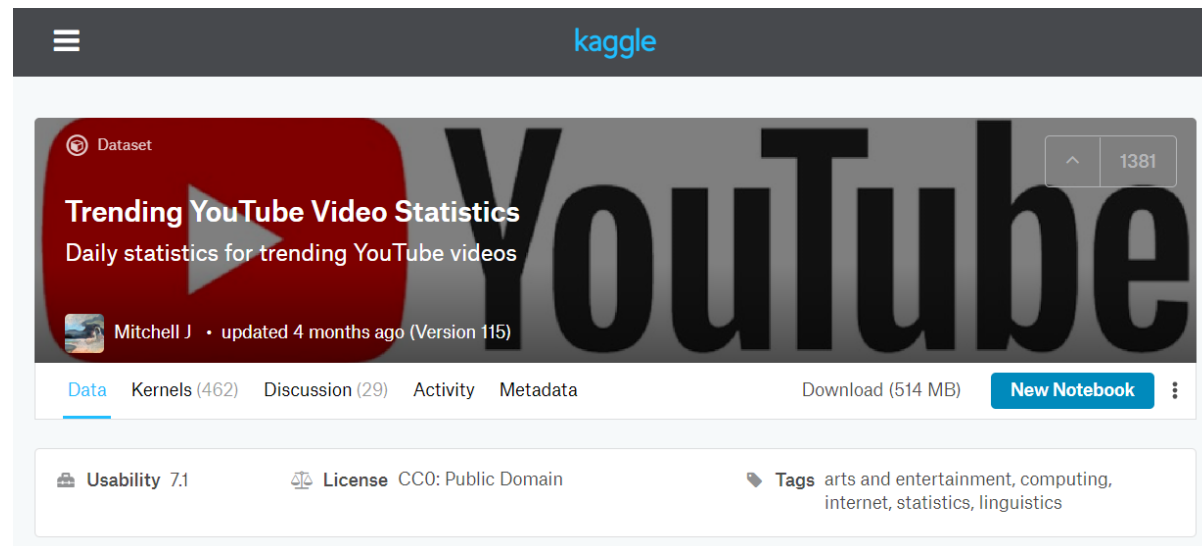 kaggle
Dataset
1381
YouTube
Trending YouTube Video Statistics
Daily statistics for trending YouTube videos
Mitchell J • updated 4 months ago (Version 115)
Data Kernels (462) Discussion (29) Activity Metadata Download (514 MB) New Notebook
Usability 7.1 License CC0: Public Domain Tags arts and entertainment, computing,
internet, statistics, linguistics